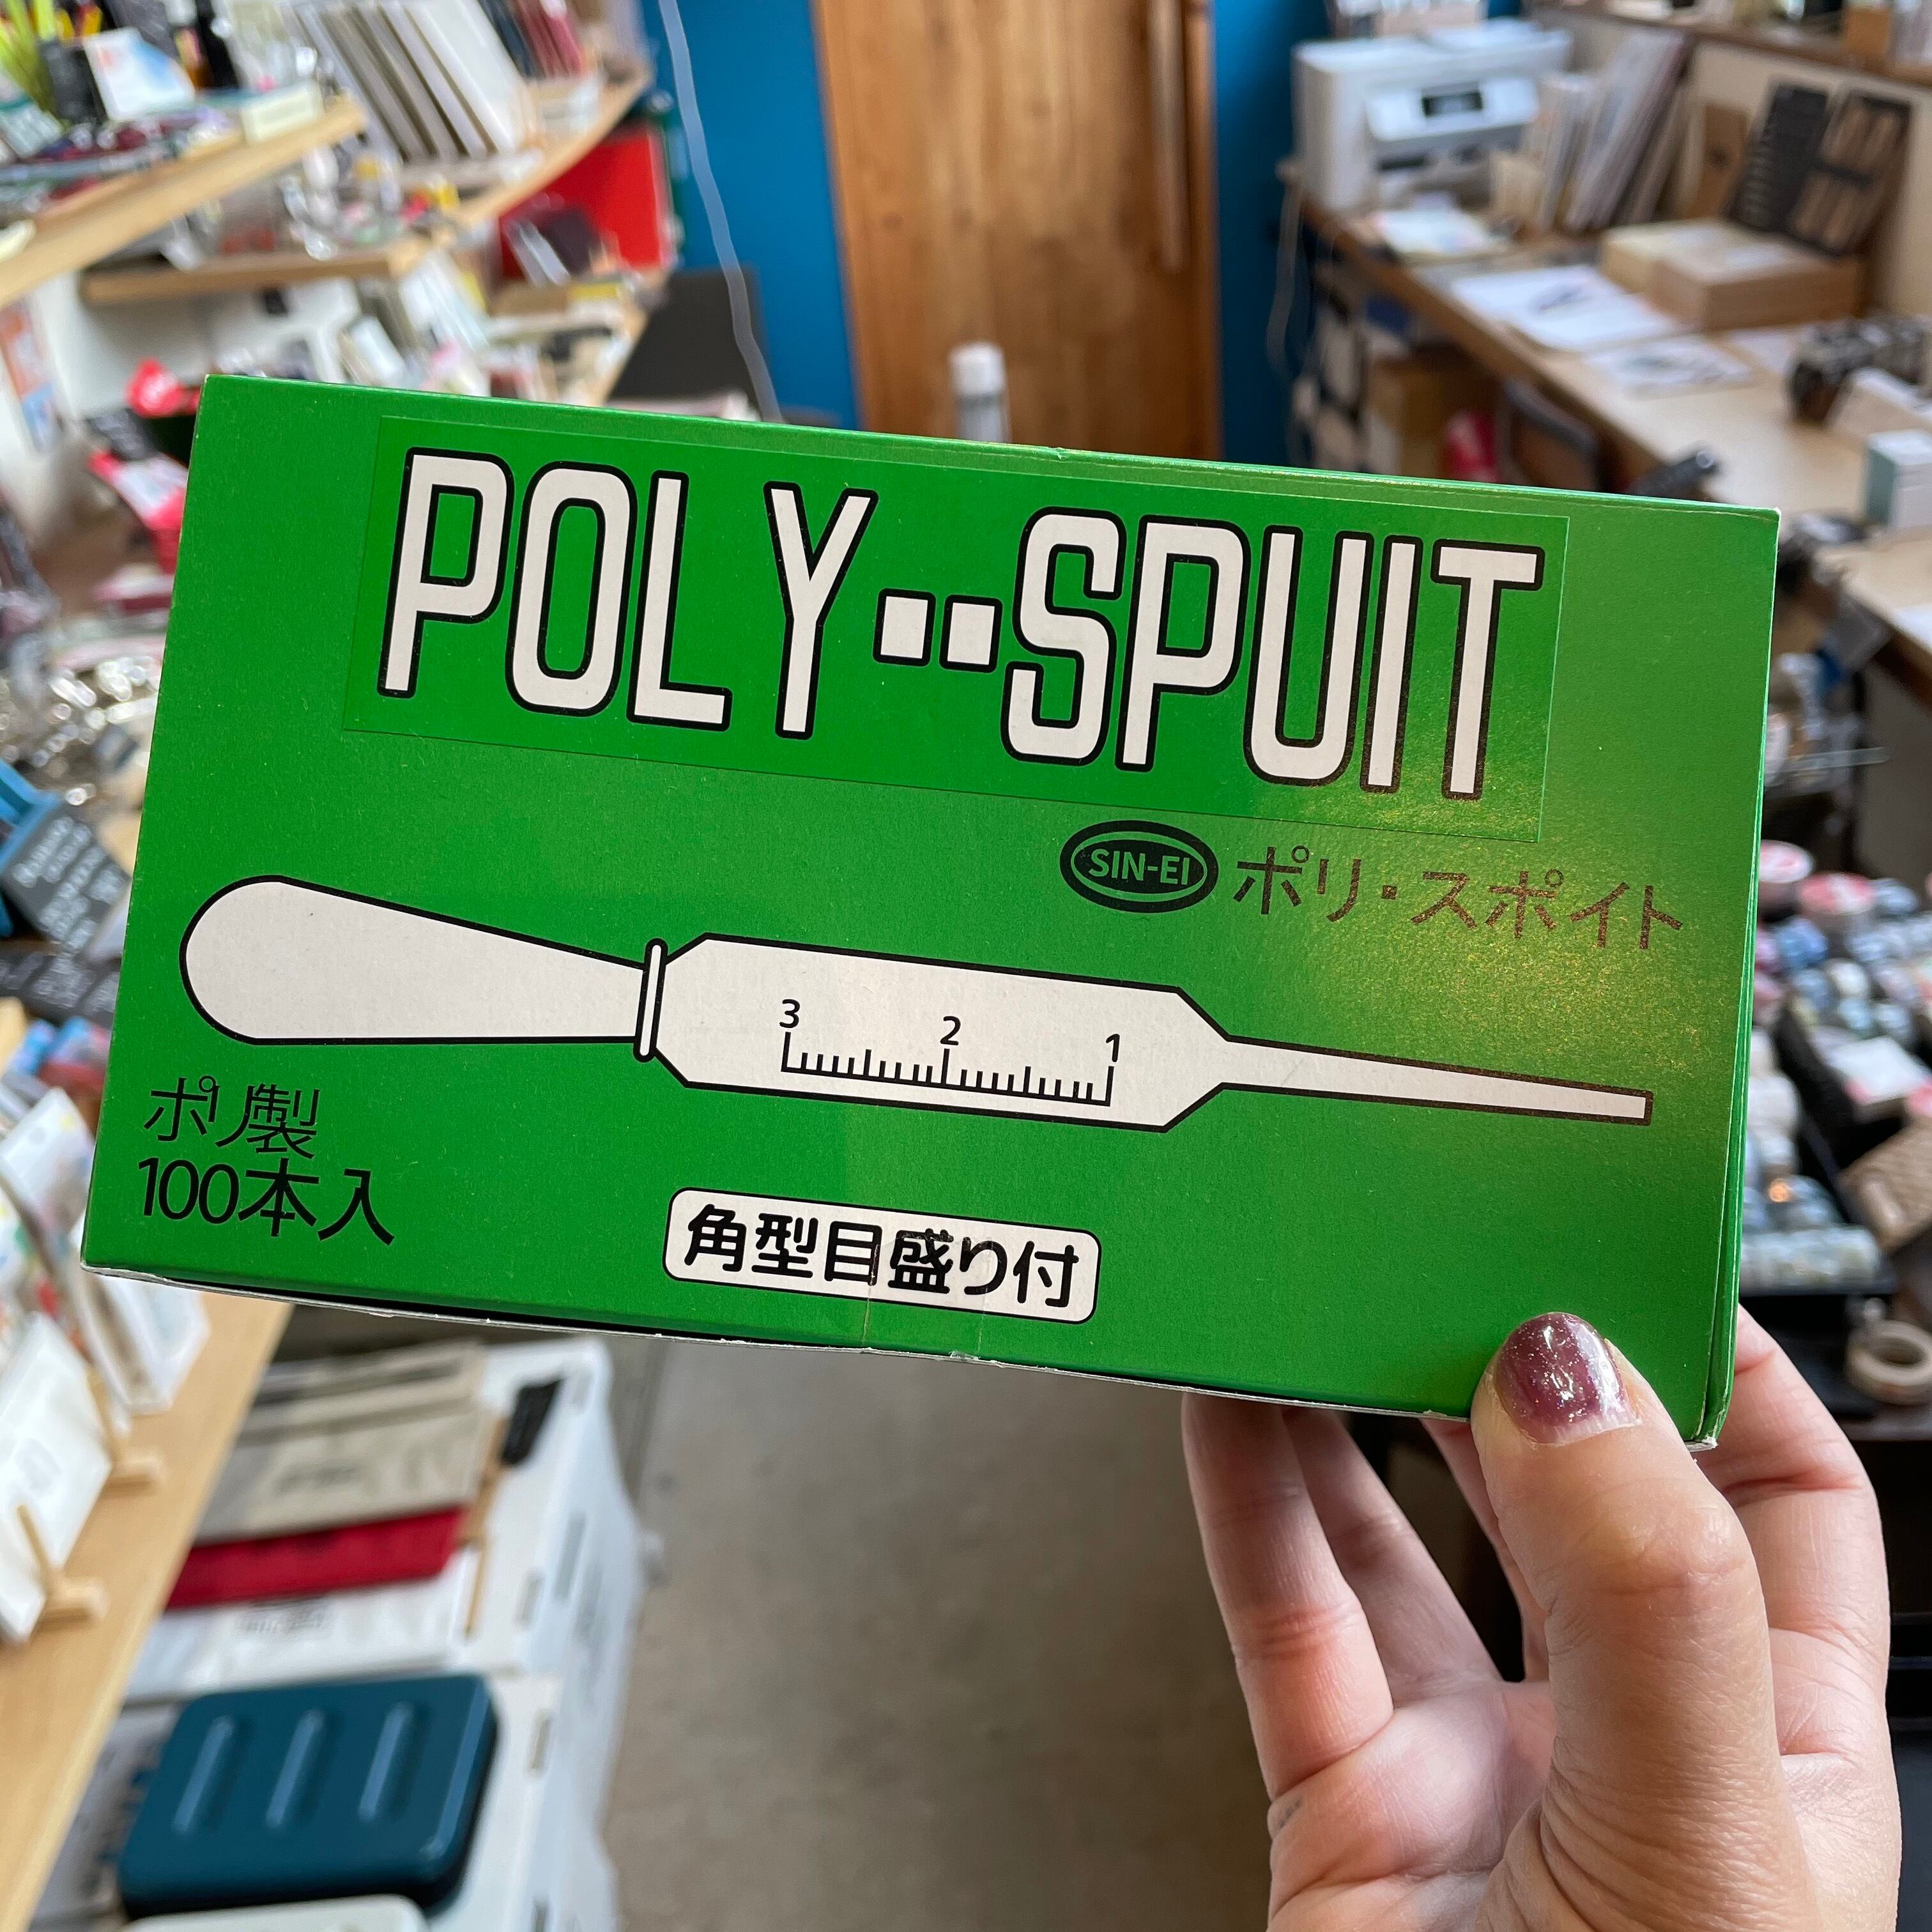 POLY--SPUIT
SIN-EI ポリ・スポイト
3 2 1
ポリ製
100本入
角型目盛り付